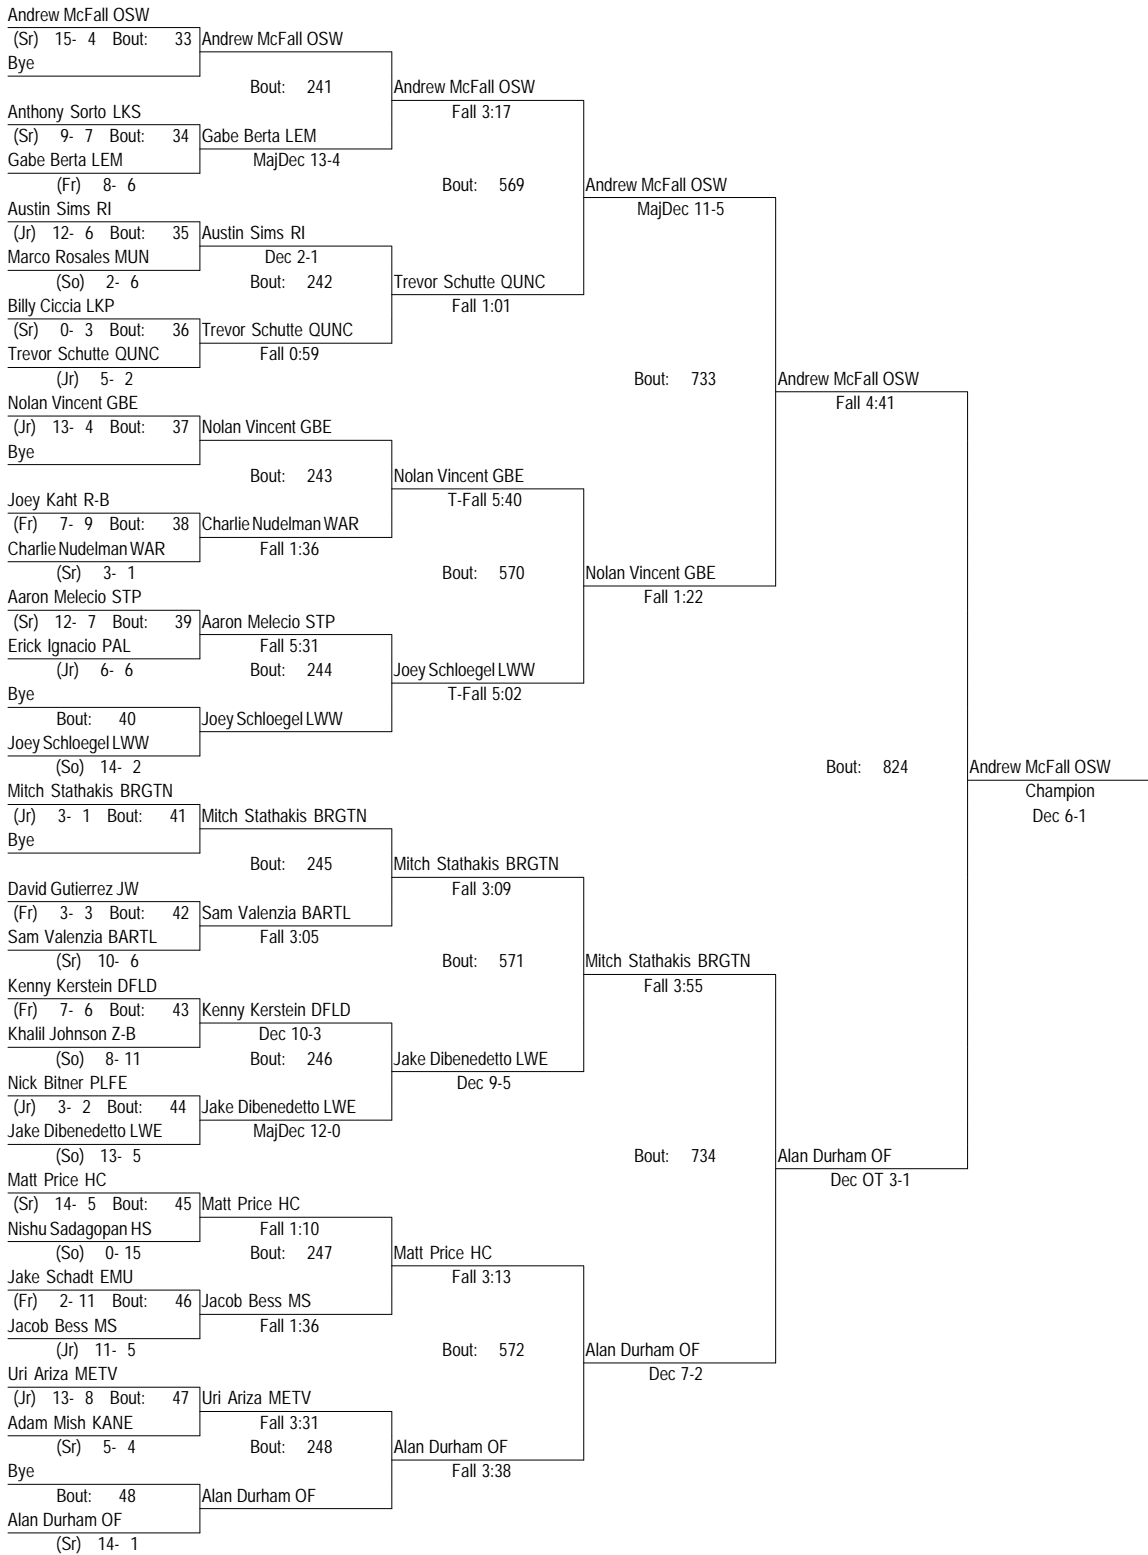 Andrew McFall OSW
(Sr) 15- 4 Bout: 33 Andrew McFall OSW
Bye
Bout: 241 Andrew McFall OSW
Anthony Sorto LKS Fall 3:17
(Sr) 9- 7 Bout: 34 Gabe Berta LEM
Gabe Berta LEM MajDec 13-4
(Fr) 8- 6 Bout: 569 Andrew McFall OSW
Austin Sims RI MajDec 11-5
(Jr) 12- 6 Bout: 35 Austin Sims RI
Marco Rosales MUN Dec 2-1
(So) 2- 6 Bout: 242 Trevor Schutte QUNC
Billy Ciccia LKP Fall 1:01
(Sr) 0- 3 Bout: 36 Trevor Schutte QUNC
Trevor Schutte QUNC Fall 0:59
(Jr) 5- 2 Bout: 733 Andrew McFall OSW
Nolan Vincent GBE Fall 4:41
(Jr) 13- 4 Bout: 37 Nolan Vincent GBE
Bye
Bout: 243 Nolan Vincent GBE
Joey Kaht R-B T-Fall 5:40
(Fr) 7- 9 Bout: 38 Charlie Nudelman WAR
Charlie Nudelman WAR Fall 1:36
(Sr) 3- 1 Bout: 570 Nolan Vincent GBE
Aaron Melecio STP Fall 1:22
(Sr) 12- 7 Bout: 39 Aaron Melecio STP
Erick Ignacio PAL Fall 5:31
(Jr) 6- 6 Bout: 244 Joey Schloegel LWW
Bye T-Fall 5:02
Bout: 40 Joey Schloegel LWW
Joey Schloegel LWW
(So) 14- 2 Bout: 824 Andrew McFall OSW
Mitch Stathakis BRGTN Champion
(Jr) 3- 1 Bout: 41 Mitch Stathakis BRGTN Dec 6-1
Bye
Bout: 245 Mitch Stathakis BRGTN
David Gutierrez JW Fall 3:09
(Fr) 3- 3 Bout: 42 Sam Valenzia BARTL
Sam Valenzia BARTL Fall 3:05
(Sr) 10- 6 Bout: 571 Mitch Stathakis BRGTN
Kenny Kerstein DFLD Fall 3:55
(Fr) 7- 6 Bout: 43 Kenny Kerstein DFLD
Khalil Johnson Z-B Dec 10-3
(So) 8- 11 Bout: 246 Jake Dibenedetto LWE
Nick Bitner PLFE Dec 9-5
(Jr) 3- 2 Bout: 44 Jake Dibenedetto LWE
Jake Dibenedetto LWE MajDec 12-0
(So) 13- 5 Bout: 734 Alan Durham OF
Matt Price HC Dec OT 3-1
(Sr) 14- 5 Bout: 45 Matt Price HC
Nishu Sadagopan HS Fall 1:10
(So) 0- 15 Bout: 247 Matt Price HC
Jake Schadt EMU Fall 3:13
(Fr) 2- 11 Bout: 46 Jacob Bess MS
Jacob Bess MS Fall 1:36
(Jr) 11- 5 Bout: 572 Alan Durham OF
Uri Ariza METV Dec 7-2
(Jr) 13- 8 Bout: 47 Uri Ariza METV
Adam Mish KANE Fall 3:31
(Sr) 5- 4 Bout: 248 Alan Durham OF
Bye Fall 3:38
Bout: 48 Alan Durham OF
Alan Durham OF
(Sr) 14- 1